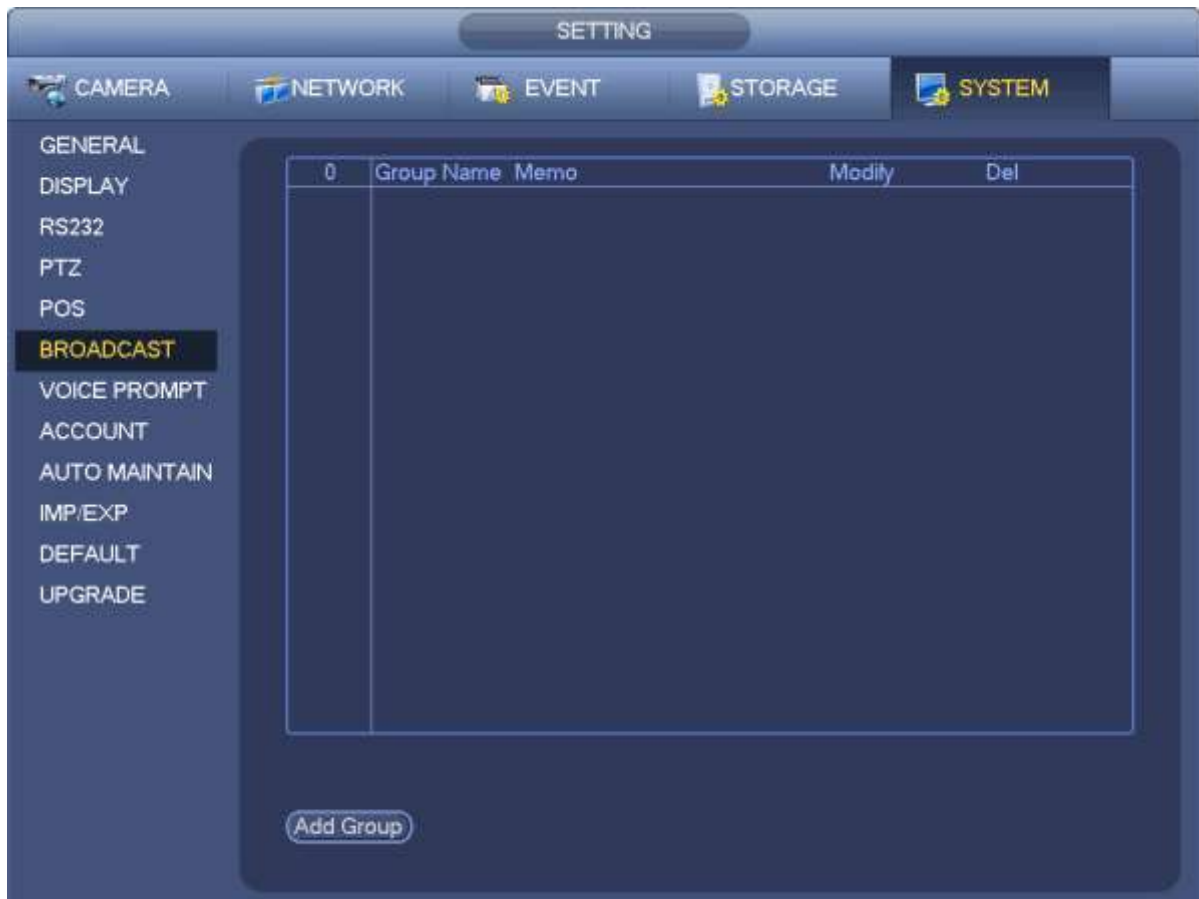 SETTING
CAMERA NETWORK EVENT STORAGE SYSTEM
GENERAL
DISPLAY
RS232
PTZ
POS
BROADCAST
VOICE PROMPT
ACCOUNT
AUTO MAINTAIN
IMP/EXP
DEFAULT
UPGRADE
0 Group Name Memo Modify Del
Add Group